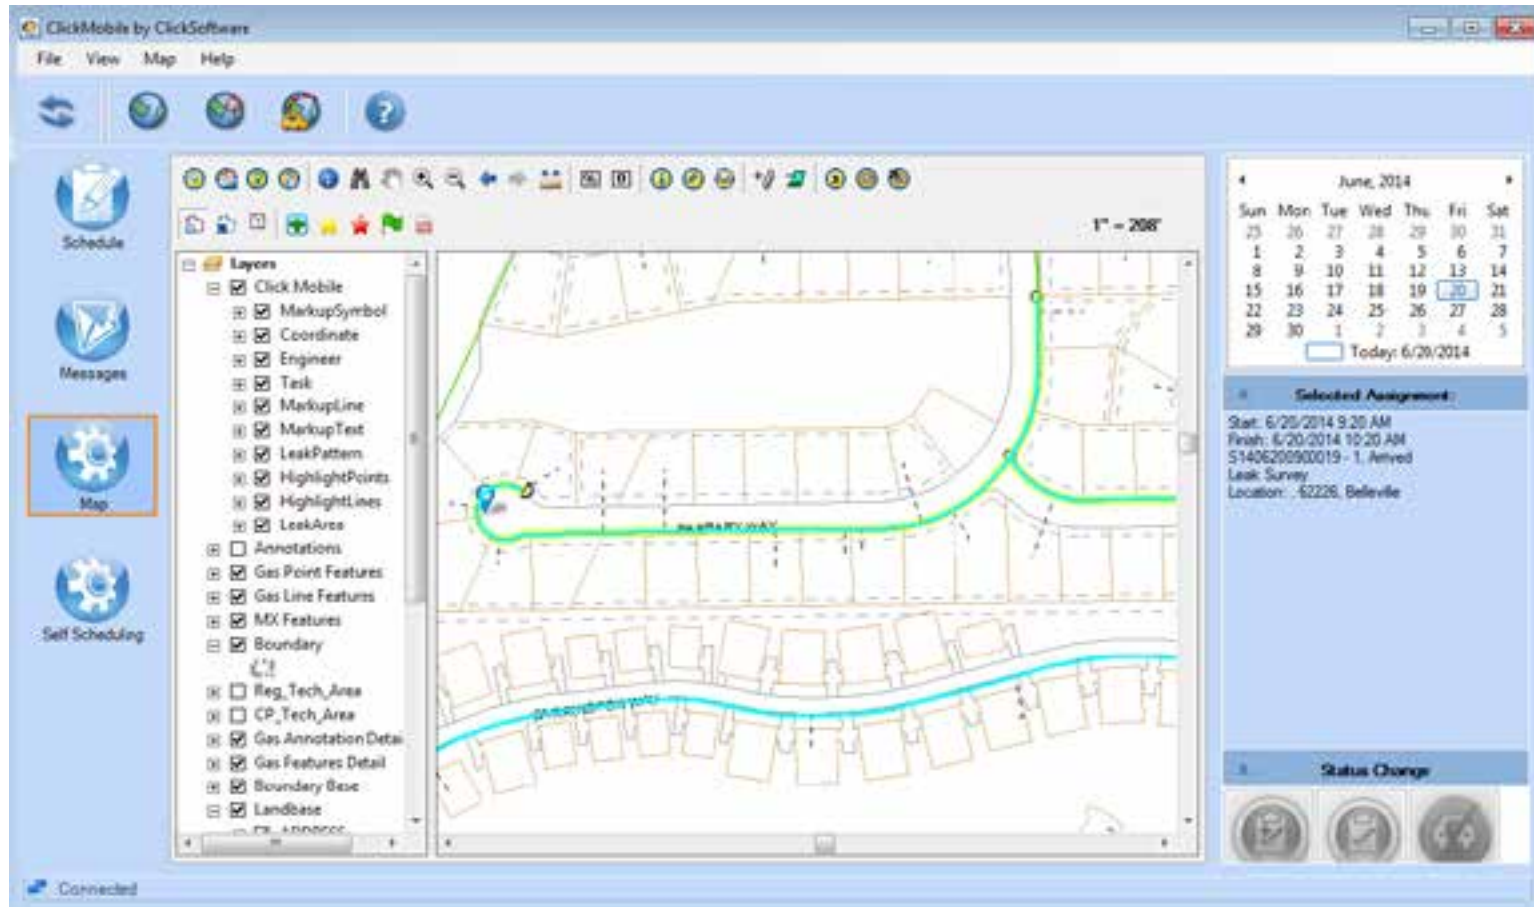 ClickMobile by ClickSoftware
File View Map Help
Schedule
Messages
Map
Self Scheduling
1" = 208'
Layers
Click Mobile
MarkupSymbol
Coordinate
Engineer
Task
MarkupLine
MarkupText
LeakPattern
HighlightPoints
HighlightLines
LeakArea
Annotations
Gas Point Features
Gas Line Features
MX Features
Boundary
Reg_Tech_Area
CP_Tech_Area
Gas Annotation Detai
Gas Features Detail
Boundary Base
Landbase
June, 2014
Sun Mon Tue Wed Thu Fri Sat
25 26 27 28 29 30 31
1 2 3 4 5 6 7
8 9 10 11 12 13 14
15 16 17 18 19 20 21
22 23 24 25 26 27 28
29 30 1 2 3 4 5
Today: 6/20/2014
Selected Assignment:
Start: 6/20/2014 9:20 AM
Finish: 6/20/2014 10:20 AM
S1406200900019 - 1, Arrived
Leak Survey
Location: , 62226, Belleville
Status Change
Connected